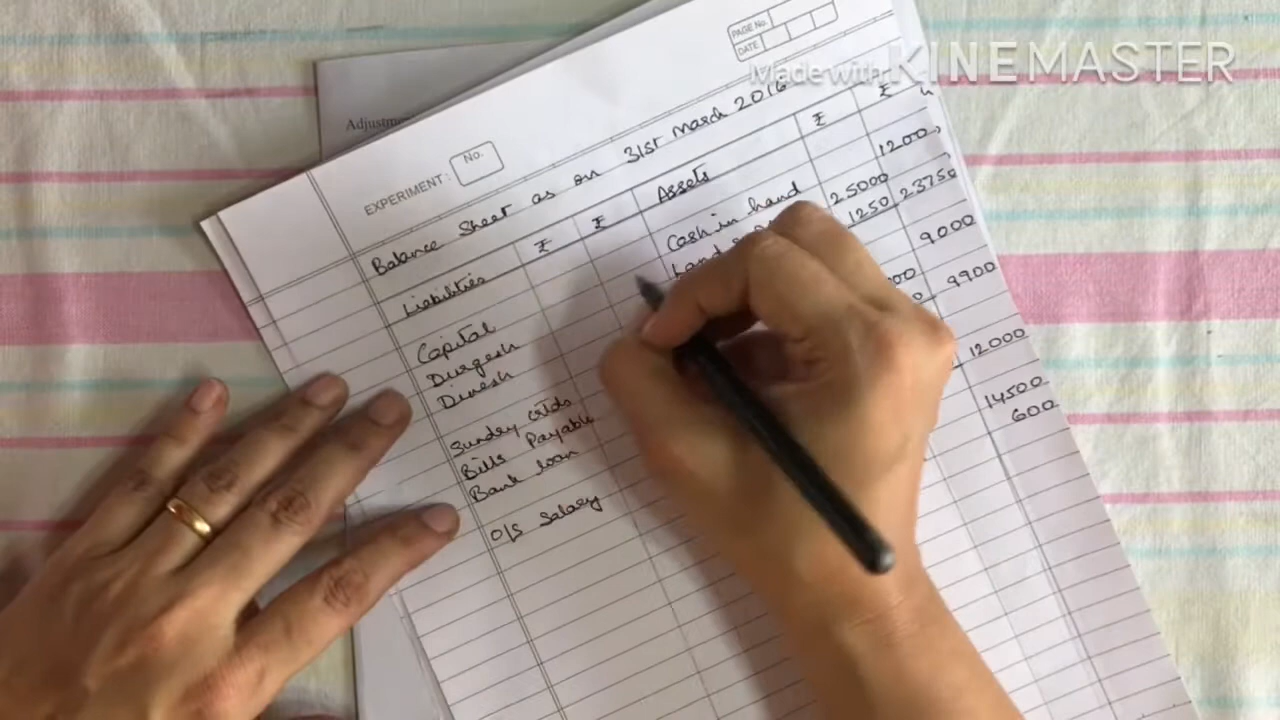 Made with KINEMASTER
PAGE No.
DATE
Adjustme
EXPERIMENT :
No.
Balance Sheet as on 31st March 2016
Liabilities ₹ ₹ Assets ₹ ₹
Cash in hand 1200
25000
1250 23750
Capital 9000
Durgesh 9900
Dinesh
12000
Sundry crtds 14500
Bills Payable 600
Bank loan
O/S Salary